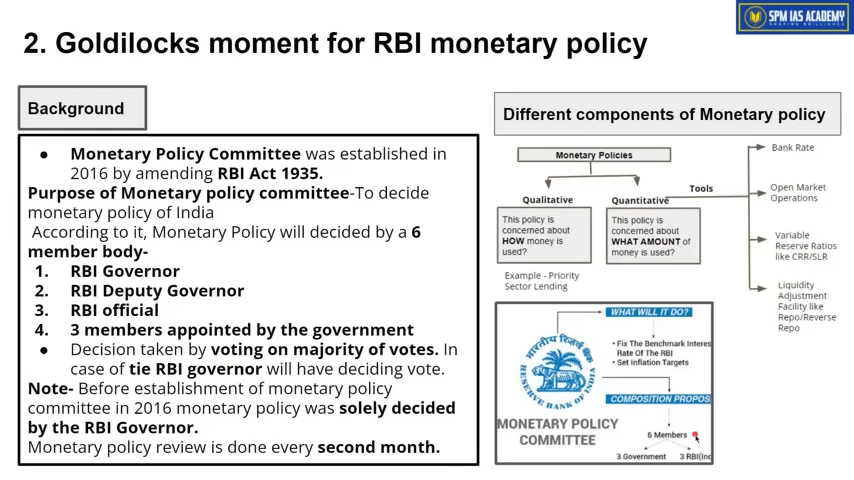 SPM IAS ACADEMY
SHAPING BRILLIANCE
2. Goldilocks moment for RBI monetary policy
Background
● Monetary Policy Committee was established in
2016 by amending RBI Act 1935.
Purpose of Monetary policy committee-To decide
monetary policy of India
According to it, Monetary Policy will decided by a 6
member body-
1. RBI Governor
2. RBI Deputy Governor
3. RBI official
4. 3 members appointed by the government
● Decision taken by voting on majority of votes. In
case of tie RBI governor will have deciding vote.
Note- Before establishment of monetary policy
committee in 2016 monetary policy was solely decided
by the RBI Governor.
Monetary policy review is done every second month.
Different components of Monetary policy
Monetary Policies
Qualitative
This policy is
concerned about
HOW money is
used?
Example - Priority
Sector Lending
Quantitative
This policy is
concerned about
WHAT AMOUNT of
money is used?
Tools
Bank Rate
Open Market
Operations
Variable
Reserve Ratios
like CRR/SLR
Liquidity
Adjustment
Facility like
Repo/Reverse
Repo
भारतीय रिज़र्व बैंक
RESERVE BANK OF INDIA
MONETARY POLICY
COMMITTEE
WHAT WILL IT DO?
• Fix The Benchmark Interes
Rate Of The RBI
• Set Inflation Targets
COMPOSITION PROPOS
6 Members
3 Government
3 RBI(Inc